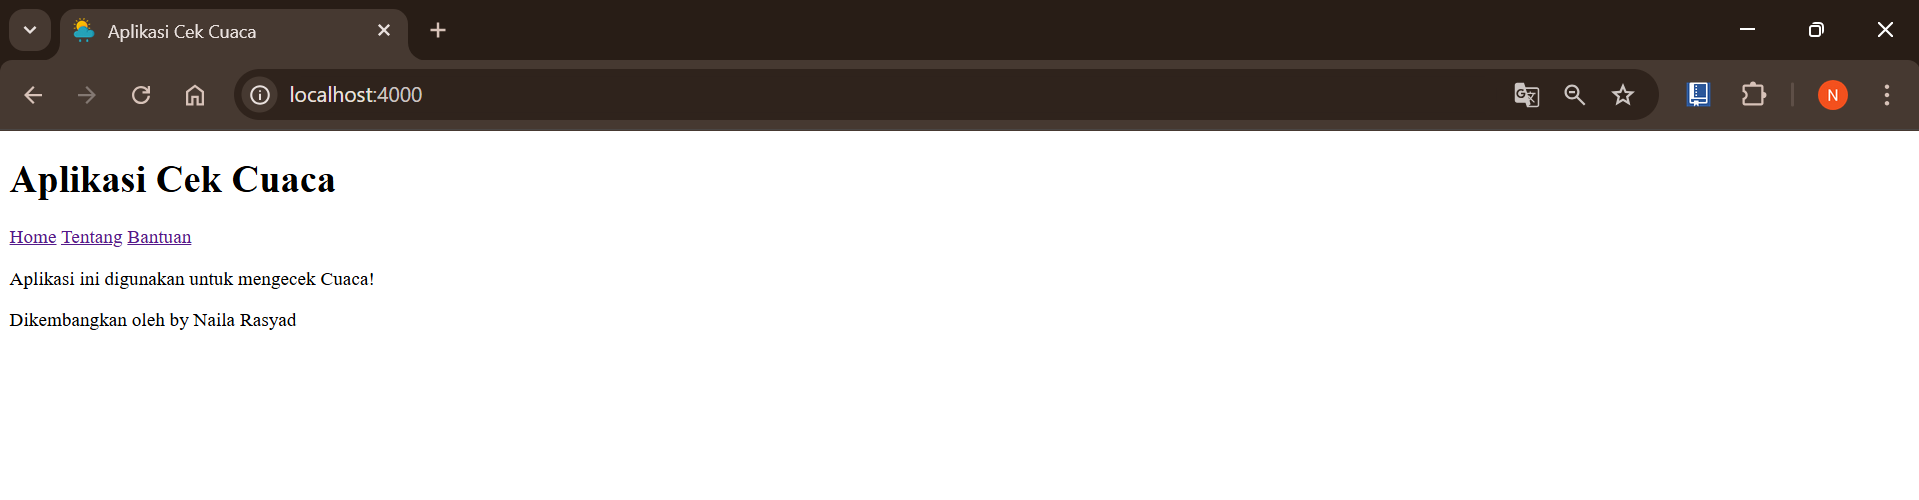 Aplikasi Cek Cuaca
localhost:4000
N
Aplikasi Cek Cuaca
Home Tentang Bantuan
Aplikasi ini digunakan untuk mengecek Cuaca!
Dikembangkan oleh by Naila Rasyad